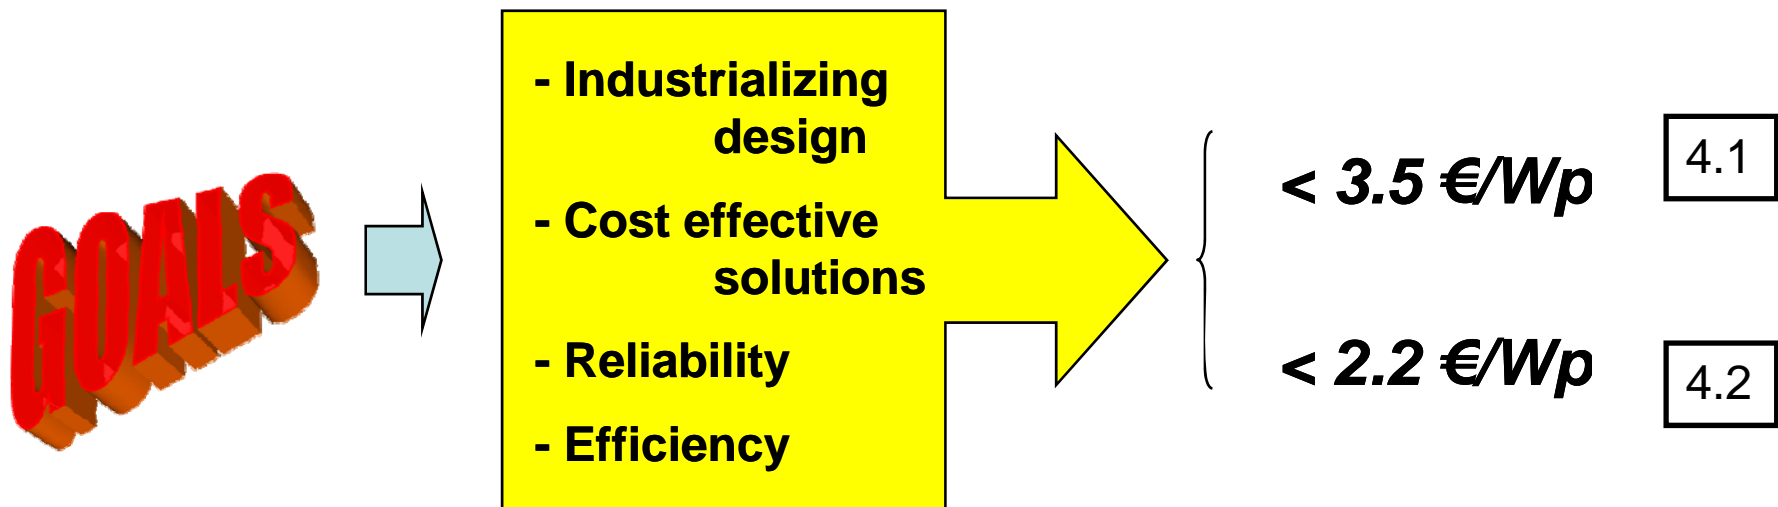 GOALS
- Industrializing
design
- Cost effective
solutions
- Reliability
- Efficiency
< 3.5 €/Wp
4.1
< 2.2 €/Wp
4.2